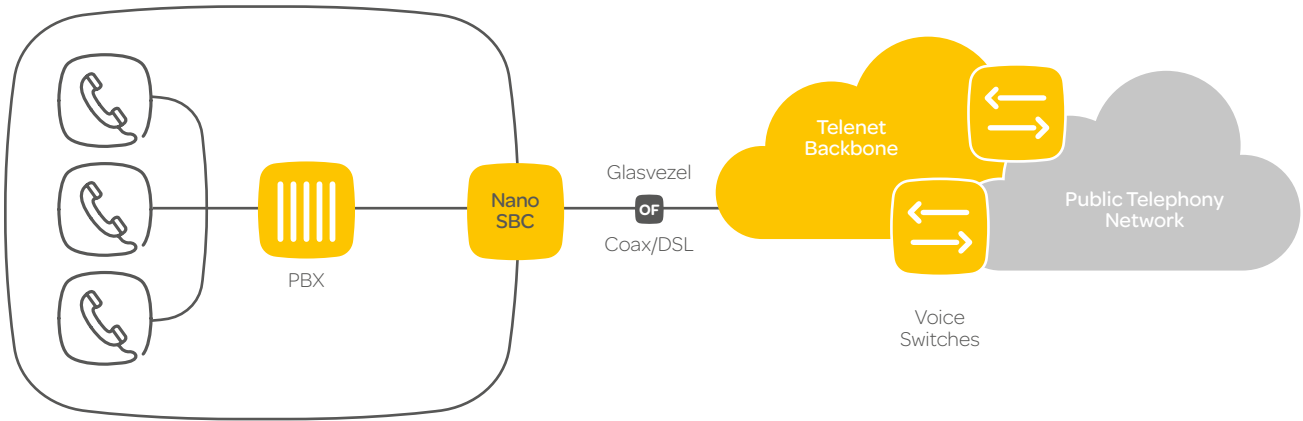 PBX
Nano
SBC
Glasvezel
OF
Coax/DSL
Telenet
Backbone
Voice
Switches
Public Telephony
Network